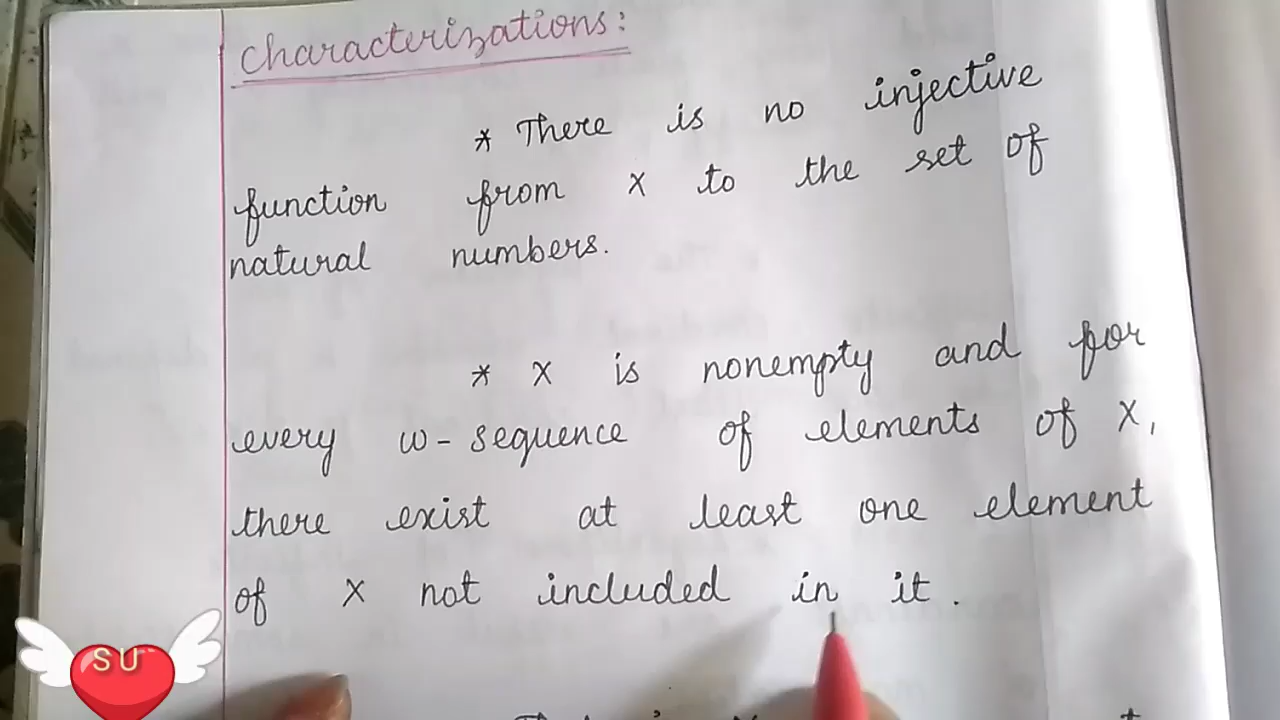 Characterizations:
* There is no injective
function from X to the set of
natural numbers.
* X is nonempty and for
every ω-sequence of elements of X,
there exist at least one element
of X not included in it.
SU